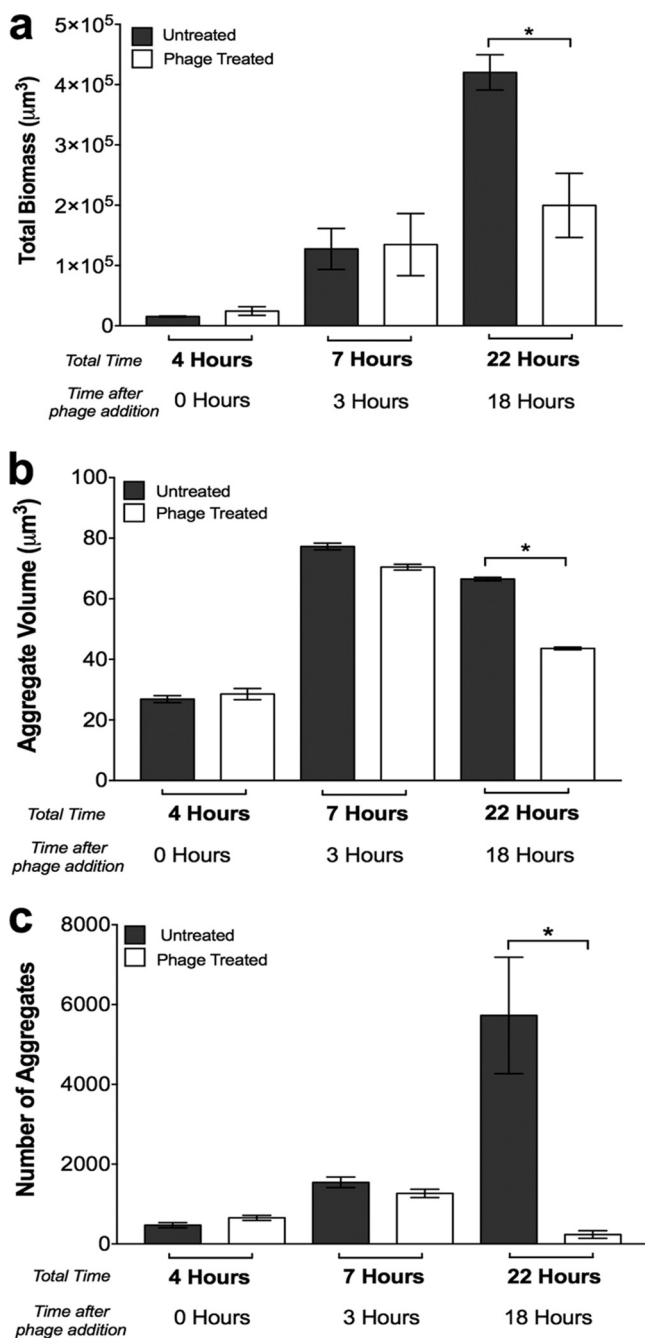 a
Total Biomass (μm³)
5×10⁵
4×10⁵
3×10⁵
2×10⁵
1×10⁵
0
Untreated
Phage Treated
*
Total Time
4 Hours
7 Hours
22 Hours
Time after
phage addition
0 Hours
3 Hours
18 Hours
b
Aggregate Volume (μm³)
100
80
60
40
20
0
Untreated
Phage Treated
*
Total Time
4 Hours
7 Hours
22 Hours
Time after
phage addition
0 Hours
3 Hours
18 Hours
c
Number of Aggregates
8000
6000
4000
2000
0
Untreated
Phage Treated
*
Total Time
4 Hours
7 Hours
22 Hours
Time after
phage addition
0 Hours
3 Hours
18 Hours